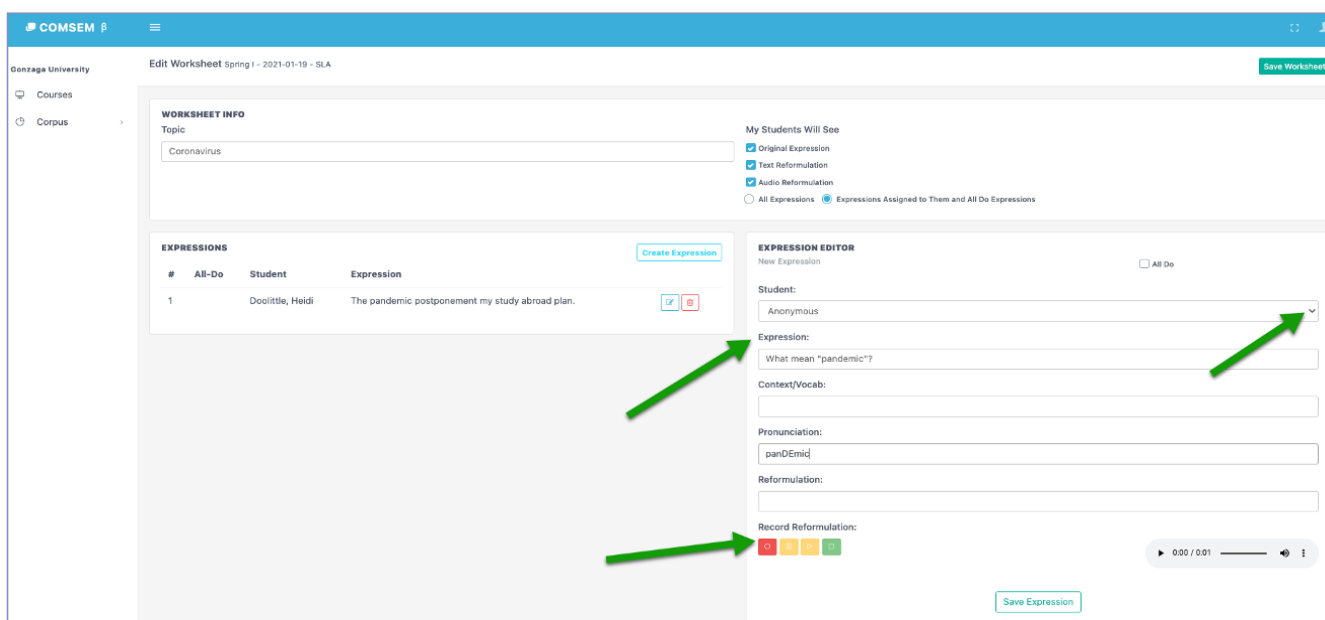 COMSEM β
Gonzaga University
Courses
Corpus
Edit Worksheet Spring I - 2021-01-19 - SLA
Save Worksheet
WORKSHEET INFO
Topic
Coronavirus
My Students Will See
Original Expression
Text Reformulation
Audio Reformulation
All Expressions Expressions Assigned to Them and All Do Expressions
EXPRESSIONS
Create Expression
# All-Do Student Expression
1 Doolittle, Heidi The pandemic postponement my study abroad plan.
EXPRESSION EDITOR
New Expression
All Do
Student:
Anonymous
Expression:
What mean "pandemic"?
Context/Vocab:
Pronunciation:
panDEmic
Reformulation:
Record Reformulation:
0:00 / 0:01
Save Expression